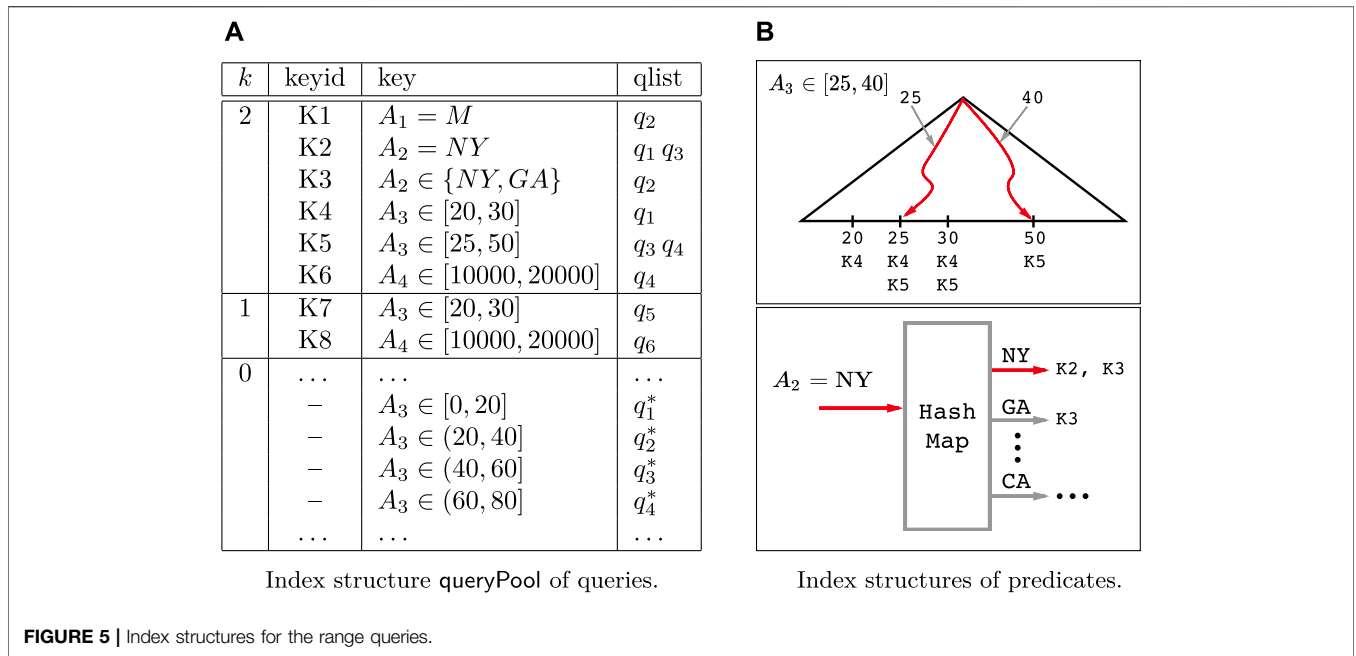 A
k keyid key qlist
2 K1 A₁ = M q₂
K2 A₂ = NY q₁ q₃
K3 A₂ ∈ {NY, GA} q₂
K4 A₃ ∈ [20, 30] q₁
K5 A₃ ∈ [25, 50] q₃ q₄
K6 A₄ ∈ [10000, 20000] q₄
1 K7 A₃ ∈ [20, 30] q₅
K8 A₄ ∈ [10000, 20000] q₆
0 ... ... ...
– A₃ ∈ [0, 20] q₁*
– A₃ ∈ (20, 40] q₂*
– A₃ ∈ (40, 60] q₃*
– A₃ ∈ (60, 80] q₄*
... ... ...
Index structure queryPool of queries.
B
A₃ ∈ [25, 40]
25 40
20 25 30 50
K4 K4 K4 K5
K5 K5
A₂ = NY
Hash
Map
NY K2, K3
GA K3
CA •••
Index structures of predicates.
FIGURE 5 | Index structures for the range queries.